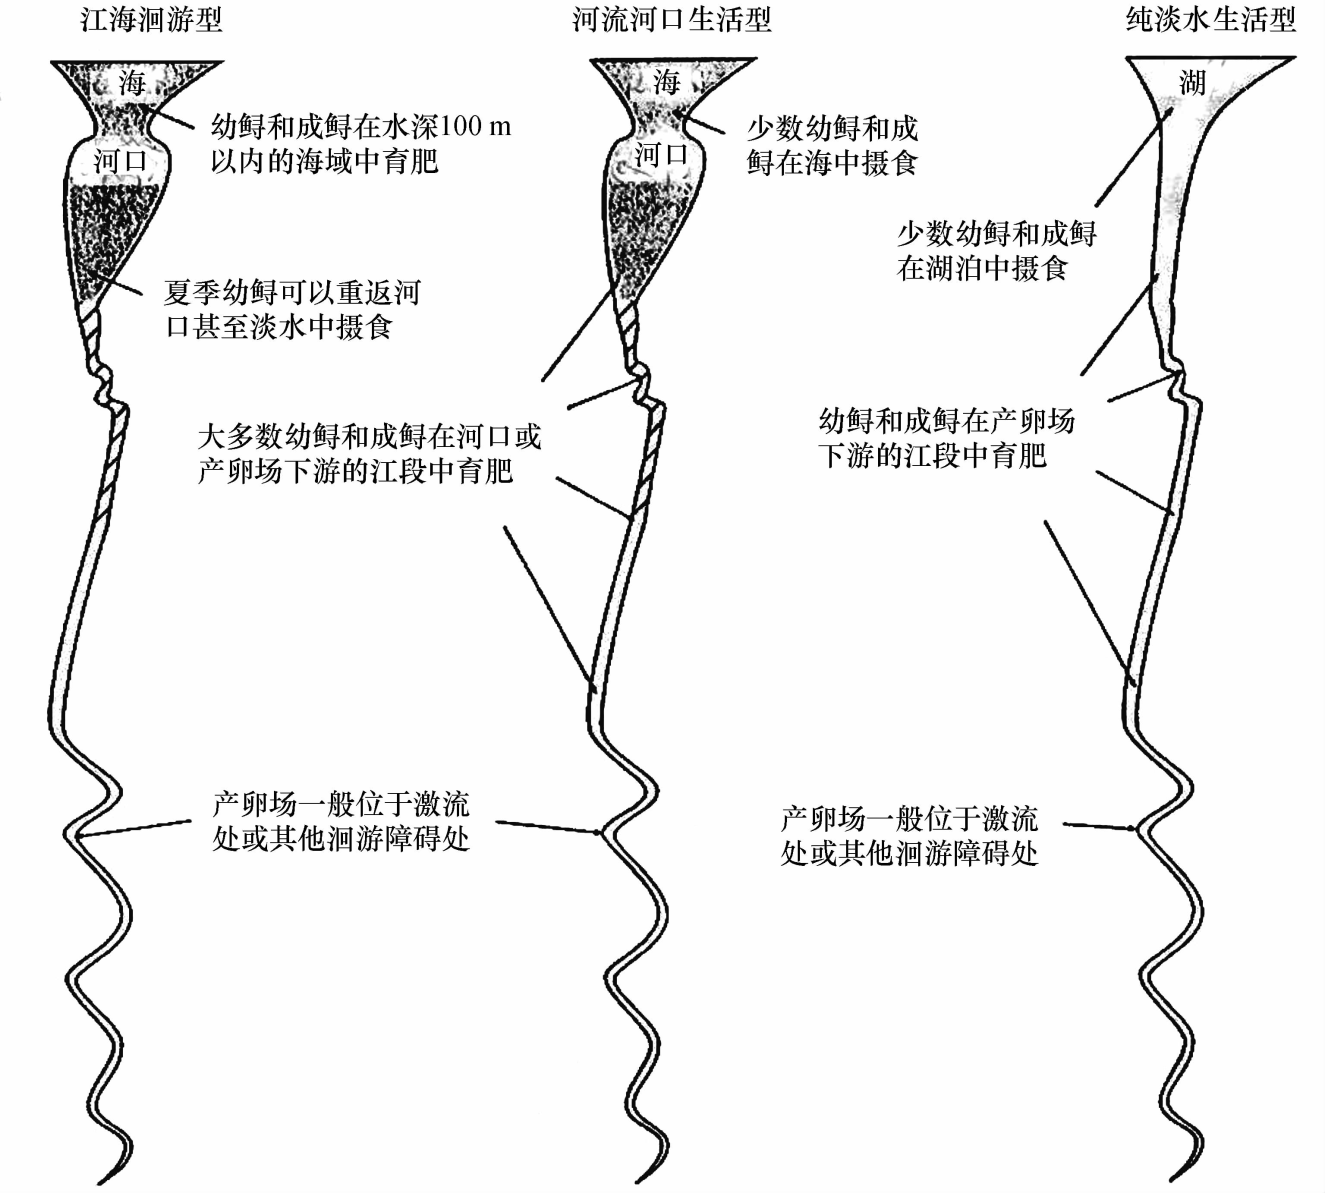 江海洄游型
海
幼鲟和成鲟在水深100 m
以内的海域中育肥
河口
夏季幼鲟可以重返河
口甚至淡水中摄食
河流河口生活型
海
少数幼鲟和成
鲟在海中摄食
河口
大多数幼鲟和成鲟在河口或
产卵场下游的江段中育肥
产卵场一般位于激流
处或其他洄游障碍处
纯淡水生活型
湖
少数幼鲟和成鲟
在湖泊中摄食
幼鲟和成鲟在产卵场
下游的江段中育肥
产卵场一般位于激流
处或其他洄游障碍处